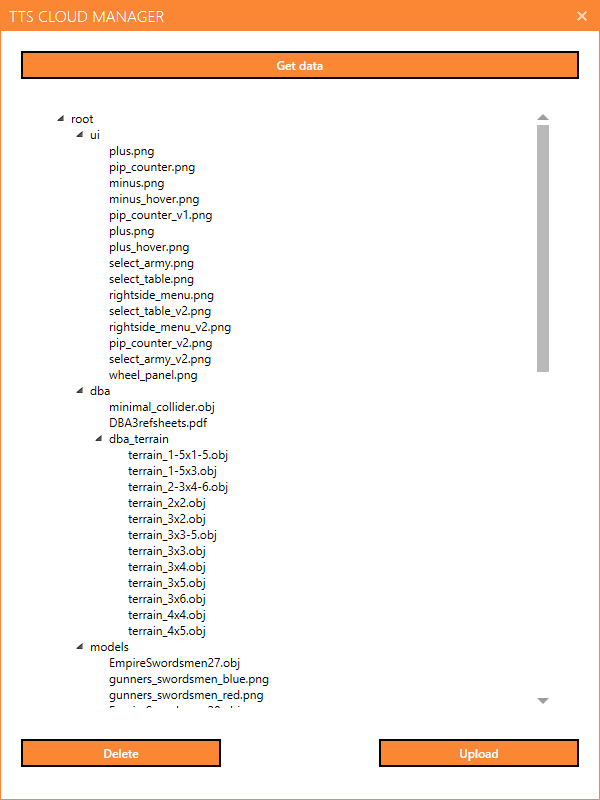 TTS CLOUD MANAGER
Get data
root
ui
plus.png
pip_counter.png
minus.png
minus_hover.png
pip_counter_v1.png
plus.png
plus_hover.png
select_army.png
select_table.png
rightside_menu.png
select_table_v2.png
rightside_menu_v2.png
pip_counter_v2.png
select_army_v2.png
wheel_panel.png
dba
minimal_collider.obj
DBA3refsheets.pdf
dba_terrain
terrain_1-5x1-5.obj
terrain_1-5x3.obj
terrain_2-3x4-6.obj
terrain_2x2.obj
terrain_3x2.obj
terrain_3x3-5.obj
terrain_3x3.obj
terrain_3x4.obj
terrain_3x5.obj
terrain_3x6.obj
terrain_4x4.obj
terrain_4x5.obj
models
EmpireSwordsmen27.obj
gunners_swordsmen_blue.png
gunners_swordsmen_red.png
Delete
Upload